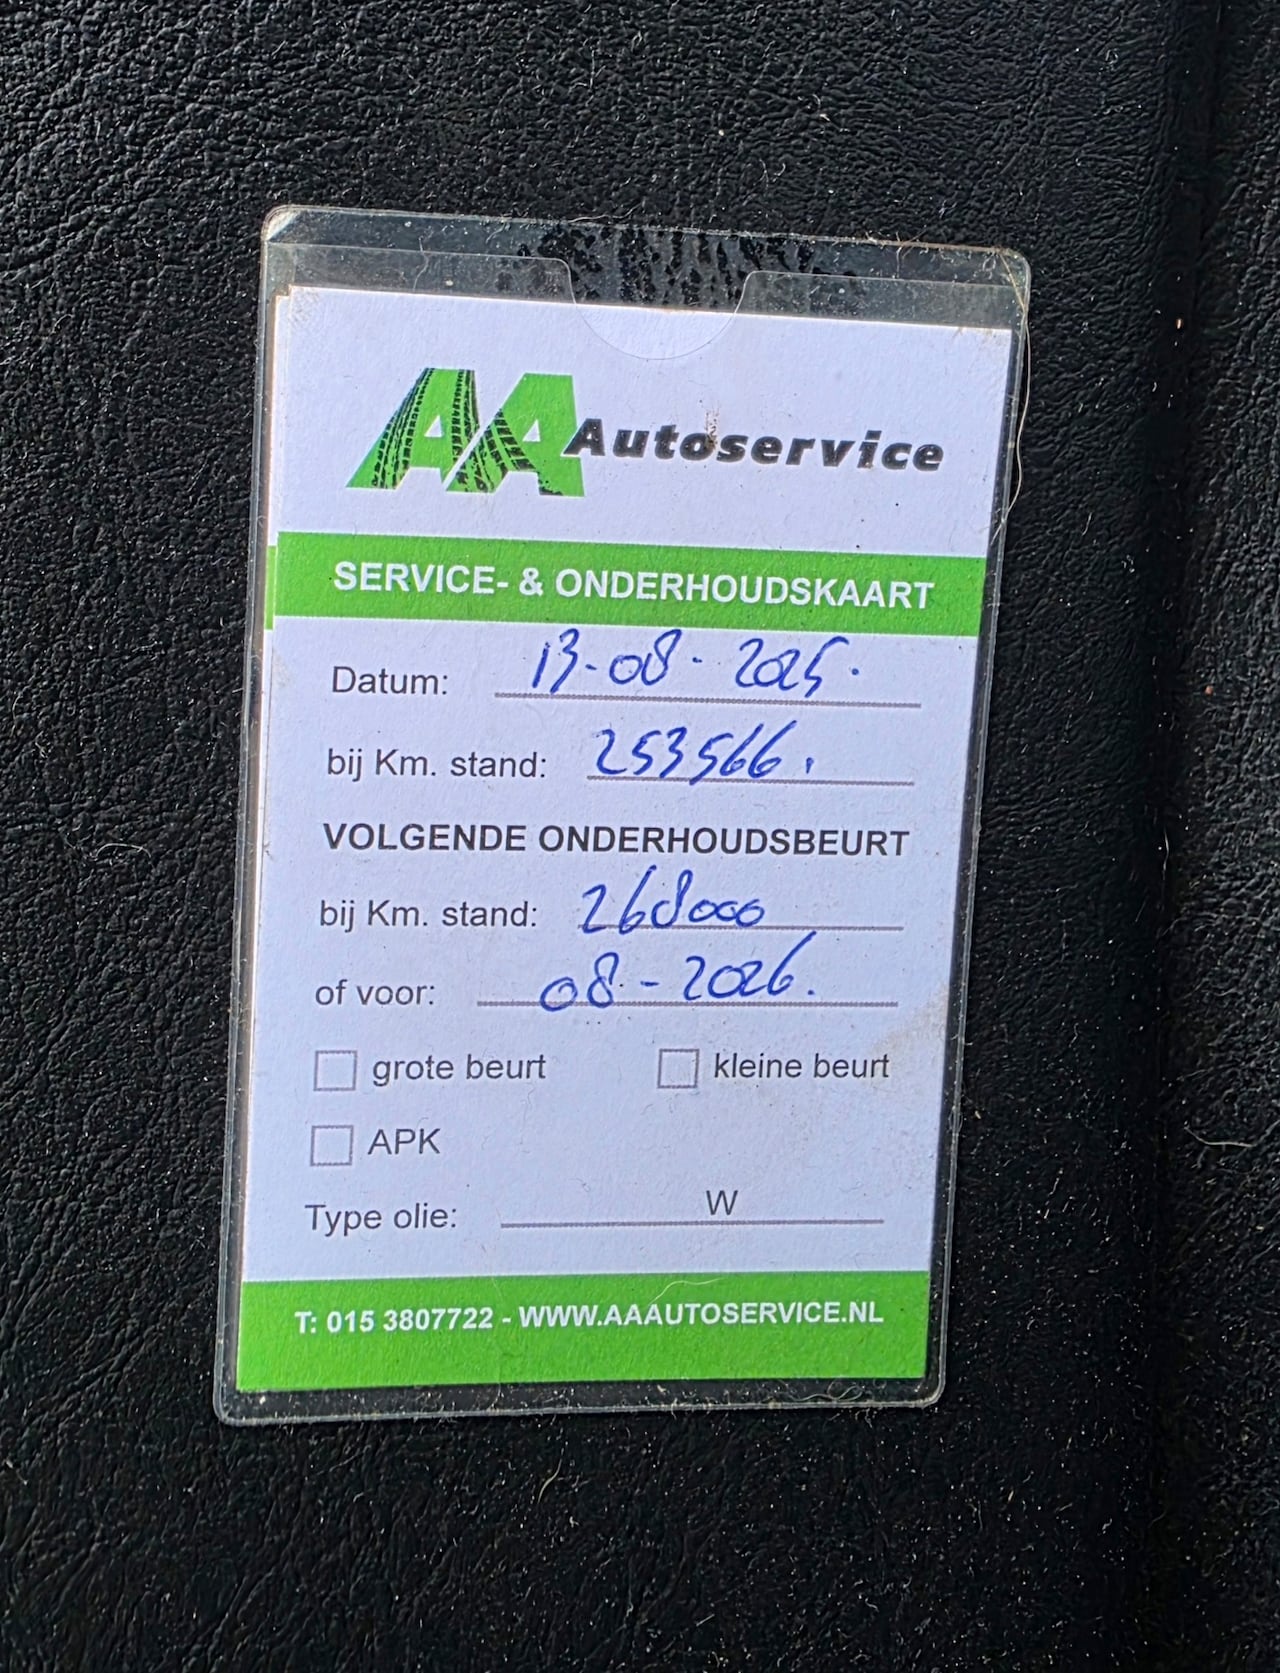 AA Autoservice
SERVICE- & ONDERHOUDSKAART
Datum: 13-08-2025.
bij Km. stand: 253566.
VOLGENDE ONDERHOUDSBEURT
bij Km. stand: 268000
of voor: 08-2026.
grote beurt kleine beurt
APK
Type olie: W
T: 015 3807722 - WWW.AAAUTOSERVICE.NL